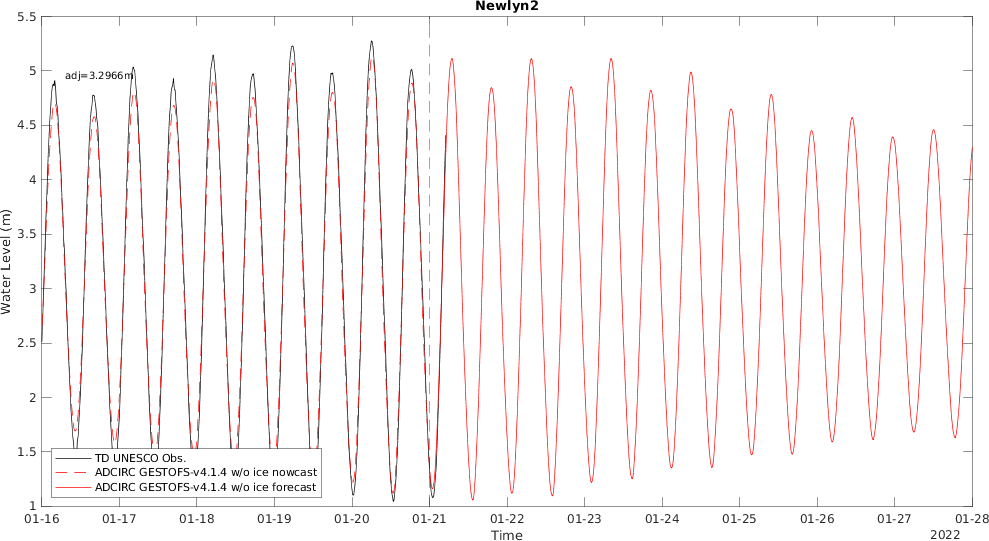 Newlyn2
5.5
5
4.5
4
3.5
3
2.5
2
1.5
1
Water Level (m)
adj=3.2966m
TD UNESCO Obs.
ADCIRC GESTOFS-v4.1.4 w/o ice nowcast
ADCIRC GESTOFS-v4.1.4 w/o ice forecast
01-16 01-17 01-18 01-19 01-20 01-21 01-22 01-23 01-24 01-25 01-26 01-27 01-28
Time
2022